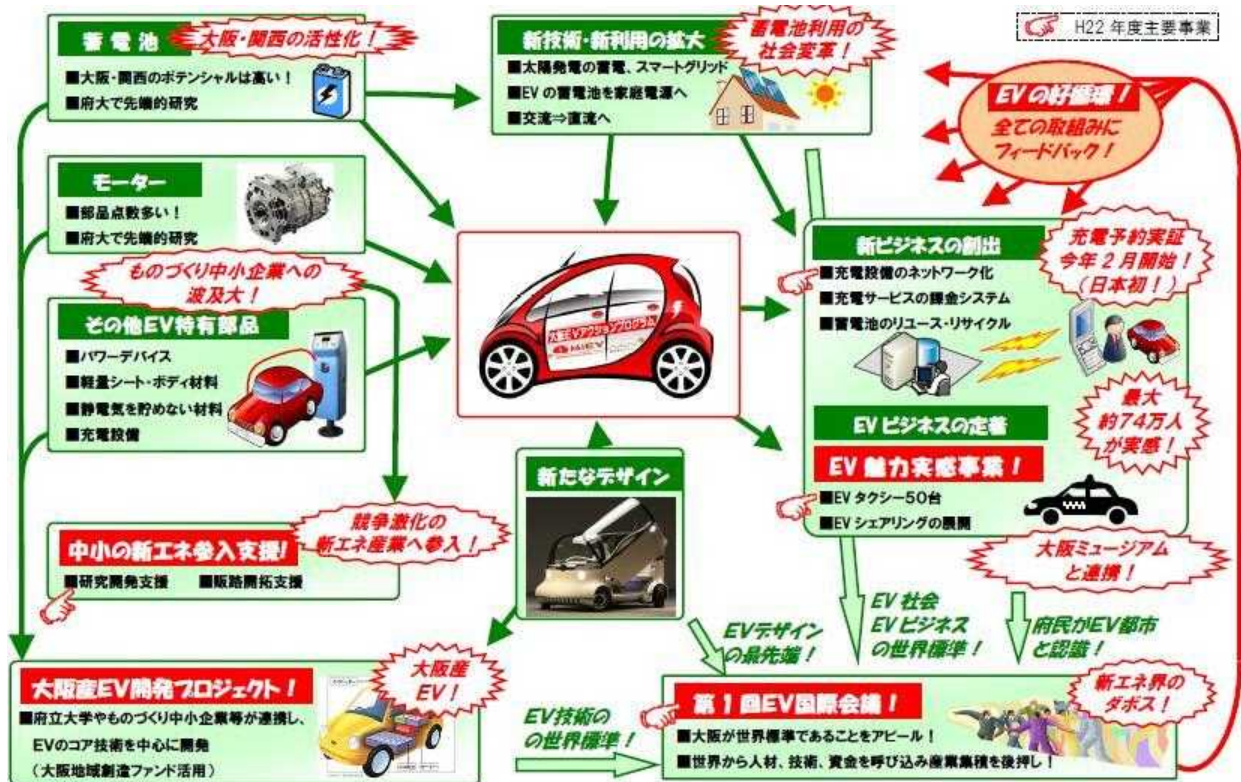 蓄電池
大阪・関西の活性化！
■大阪・関西のポテンシャルは高い！
■府大で先端的研究
新技術・新利用の拡大
蓄電池利用の
社会変革！
■太陽発電の蓄電、スマートグリッド
■EVの蓄電池を家庭電源へ
■交流⇒直流へ
H22年度主要事業
EVの好循環！
全ての取組みに
フィードバック！
モーター
■部品点数多い！
■府大で先端的研究
ものづくり中小企業への
波及大！
その他EV特有部品
■パワーデバイス
■軽量シート・ボディ材料
■静電気を貯めない材料
■充電設備
大阪EVアクションプログラム
新ビジネスの創出
充電予約実証
今年2月開始！
（日本初！）
■充電設備のネットワーク化
■充電サービスの課金システム
■蓄電池のリユース・リサイクル
EVビジネスの定着
最大
約74万人
が実感！
EV魅力実感事業！
■EVタクシー50台
■EVシェアリングの展開
大阪ミュージアム
と連携！
新たなデザイン
競争激化の
新エネ産業へ参入！
中小の新エネ参入支援！
■研究開発支援　■販路開拓支援
EVデザイン
の最先端！
EV社会
EVビジネス
の世界標準！
府民がEV都市
と認識！
大阪産EV開発プロジェクト！
大阪産
EV！
■府立大学やものづくり中小企業等が連携し、
EVのコア技術を中心に開発
（大阪地域創造ファンド活用）
EV技術の
の世界標準！
第1回EV国際会議！
新エネ界の
ダボス！
■大阪が世界標準であることをアピール！
■世界から人材、技術、資金を呼び込み産業集積を後押し！